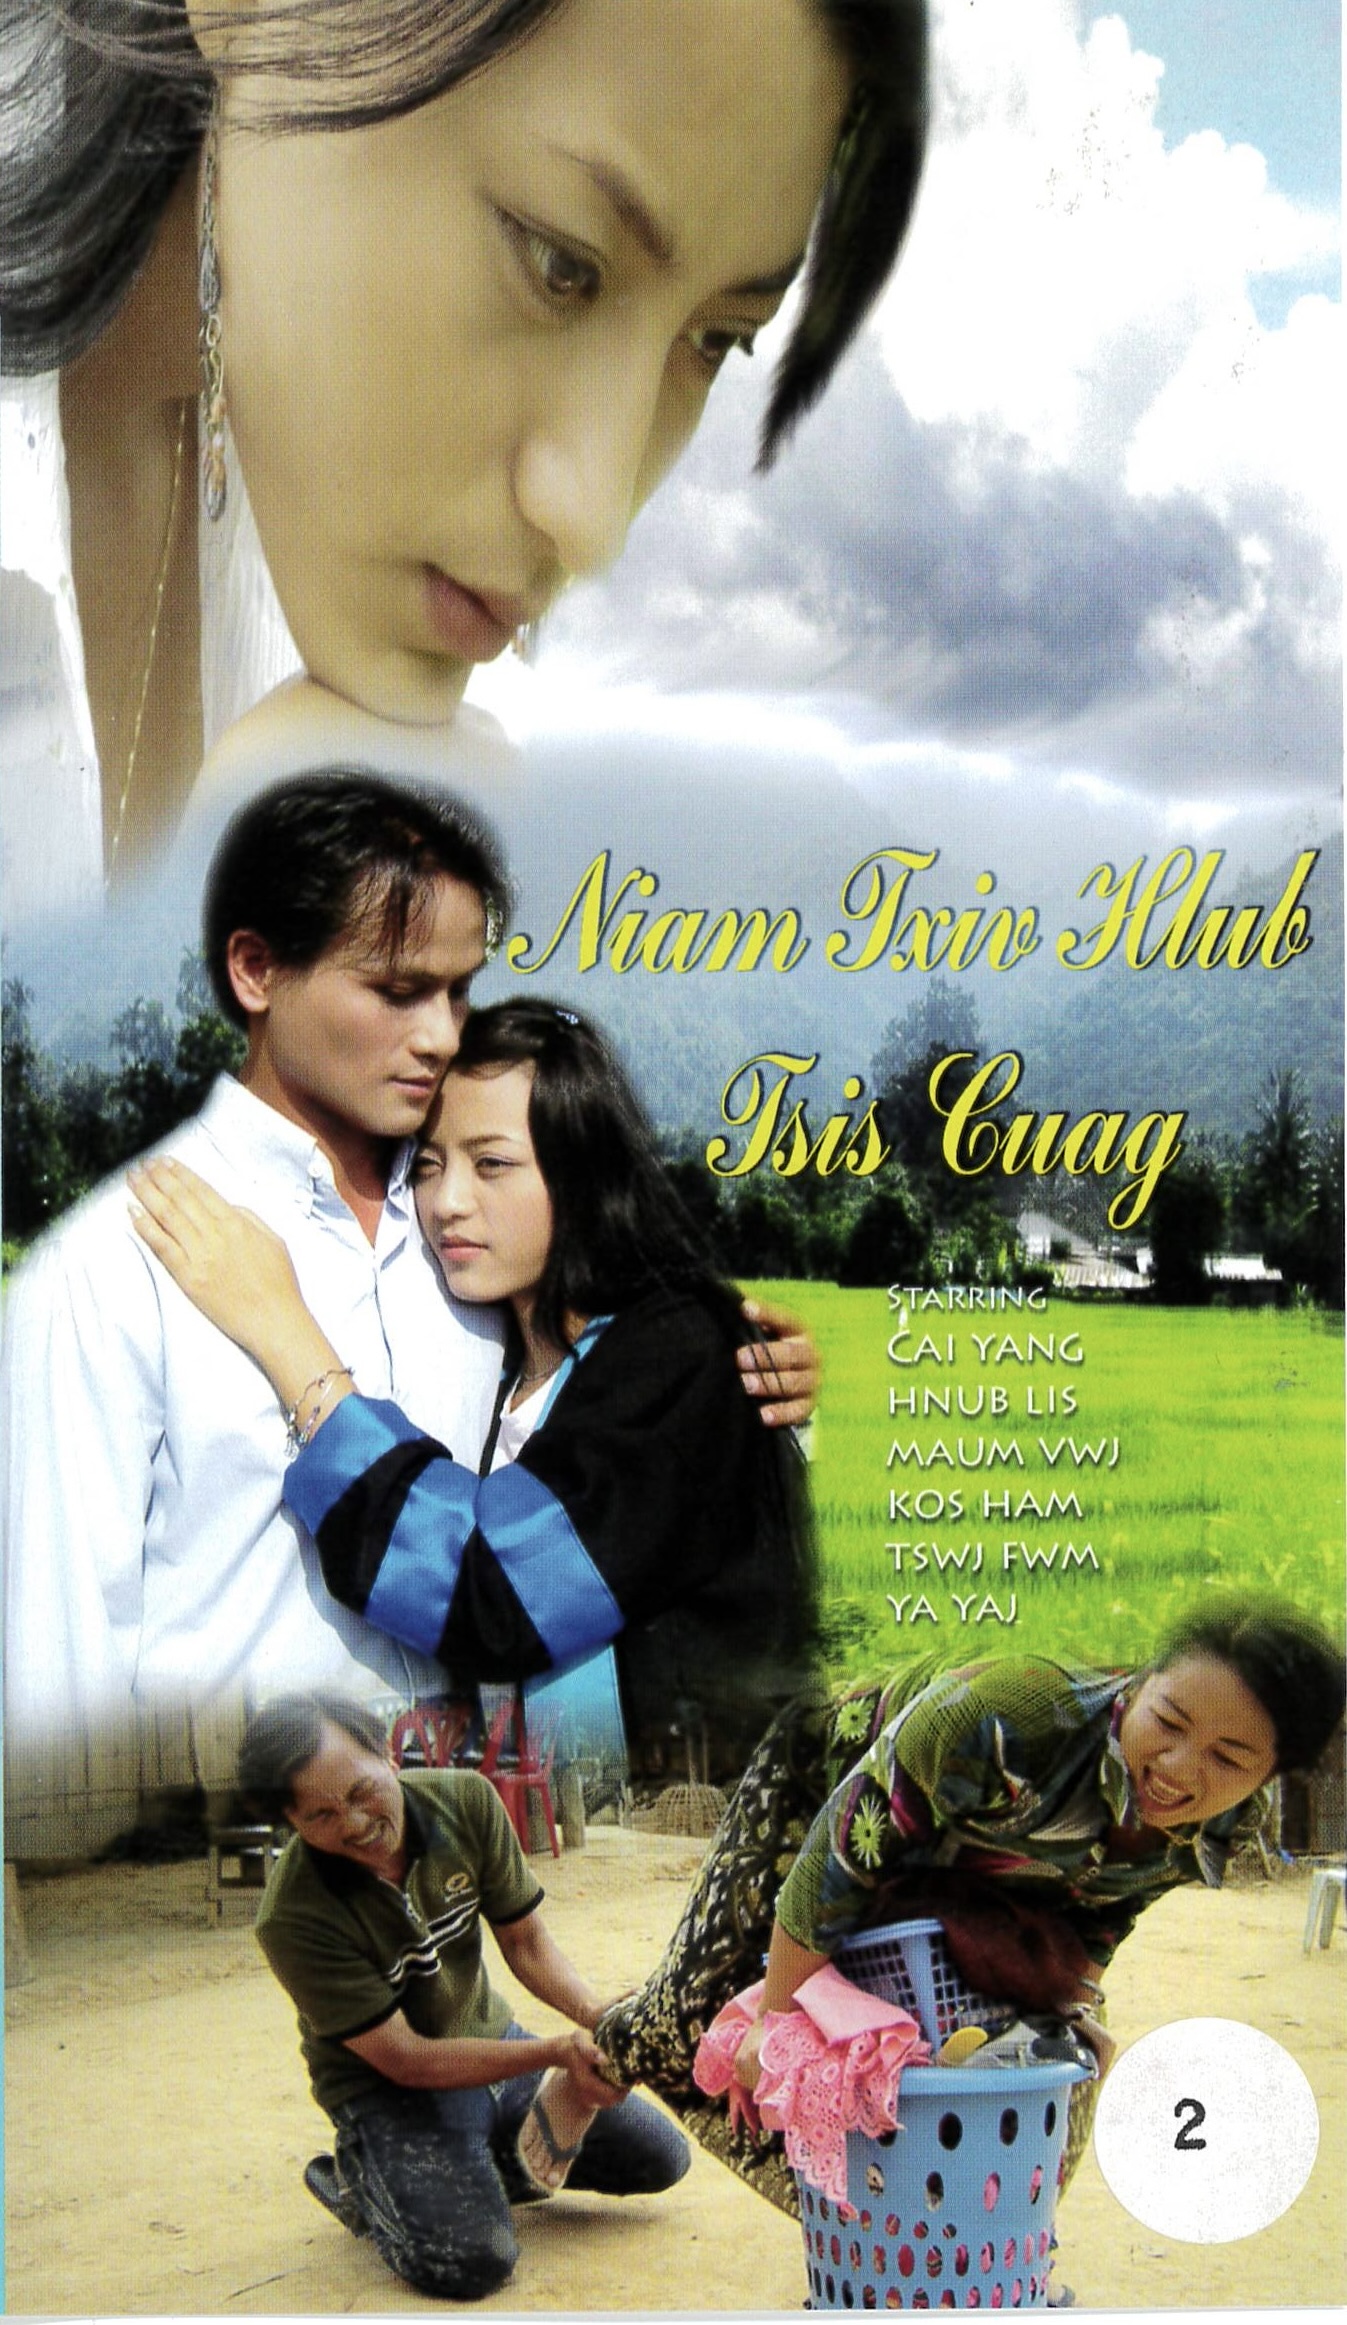 Niam Txiv Hlub
Tsis Cuag
STARRING
CAI YANG
HNUB LIS
MAUM VWJ
KOS HAM
TSWJ FWM
YA YAJ
2